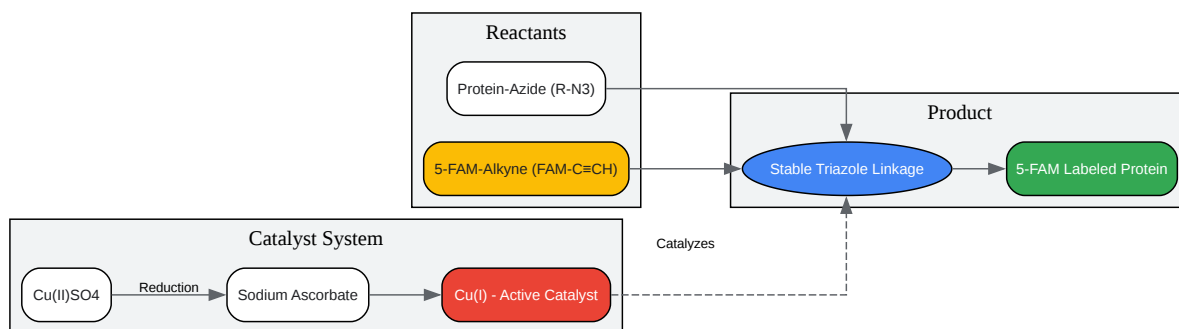 Reactants
Protein-Azide (R-N3)
Product
5-FAM-Alkyne (FAM-C≡CH)
Stable Triazole Linkage
5-FAM Labeled Protein
Catalyst System
Catalyzes
Cu(II)SO4
Reduction
Sodium Ascorbate
Cu(I) - Active Catalyst